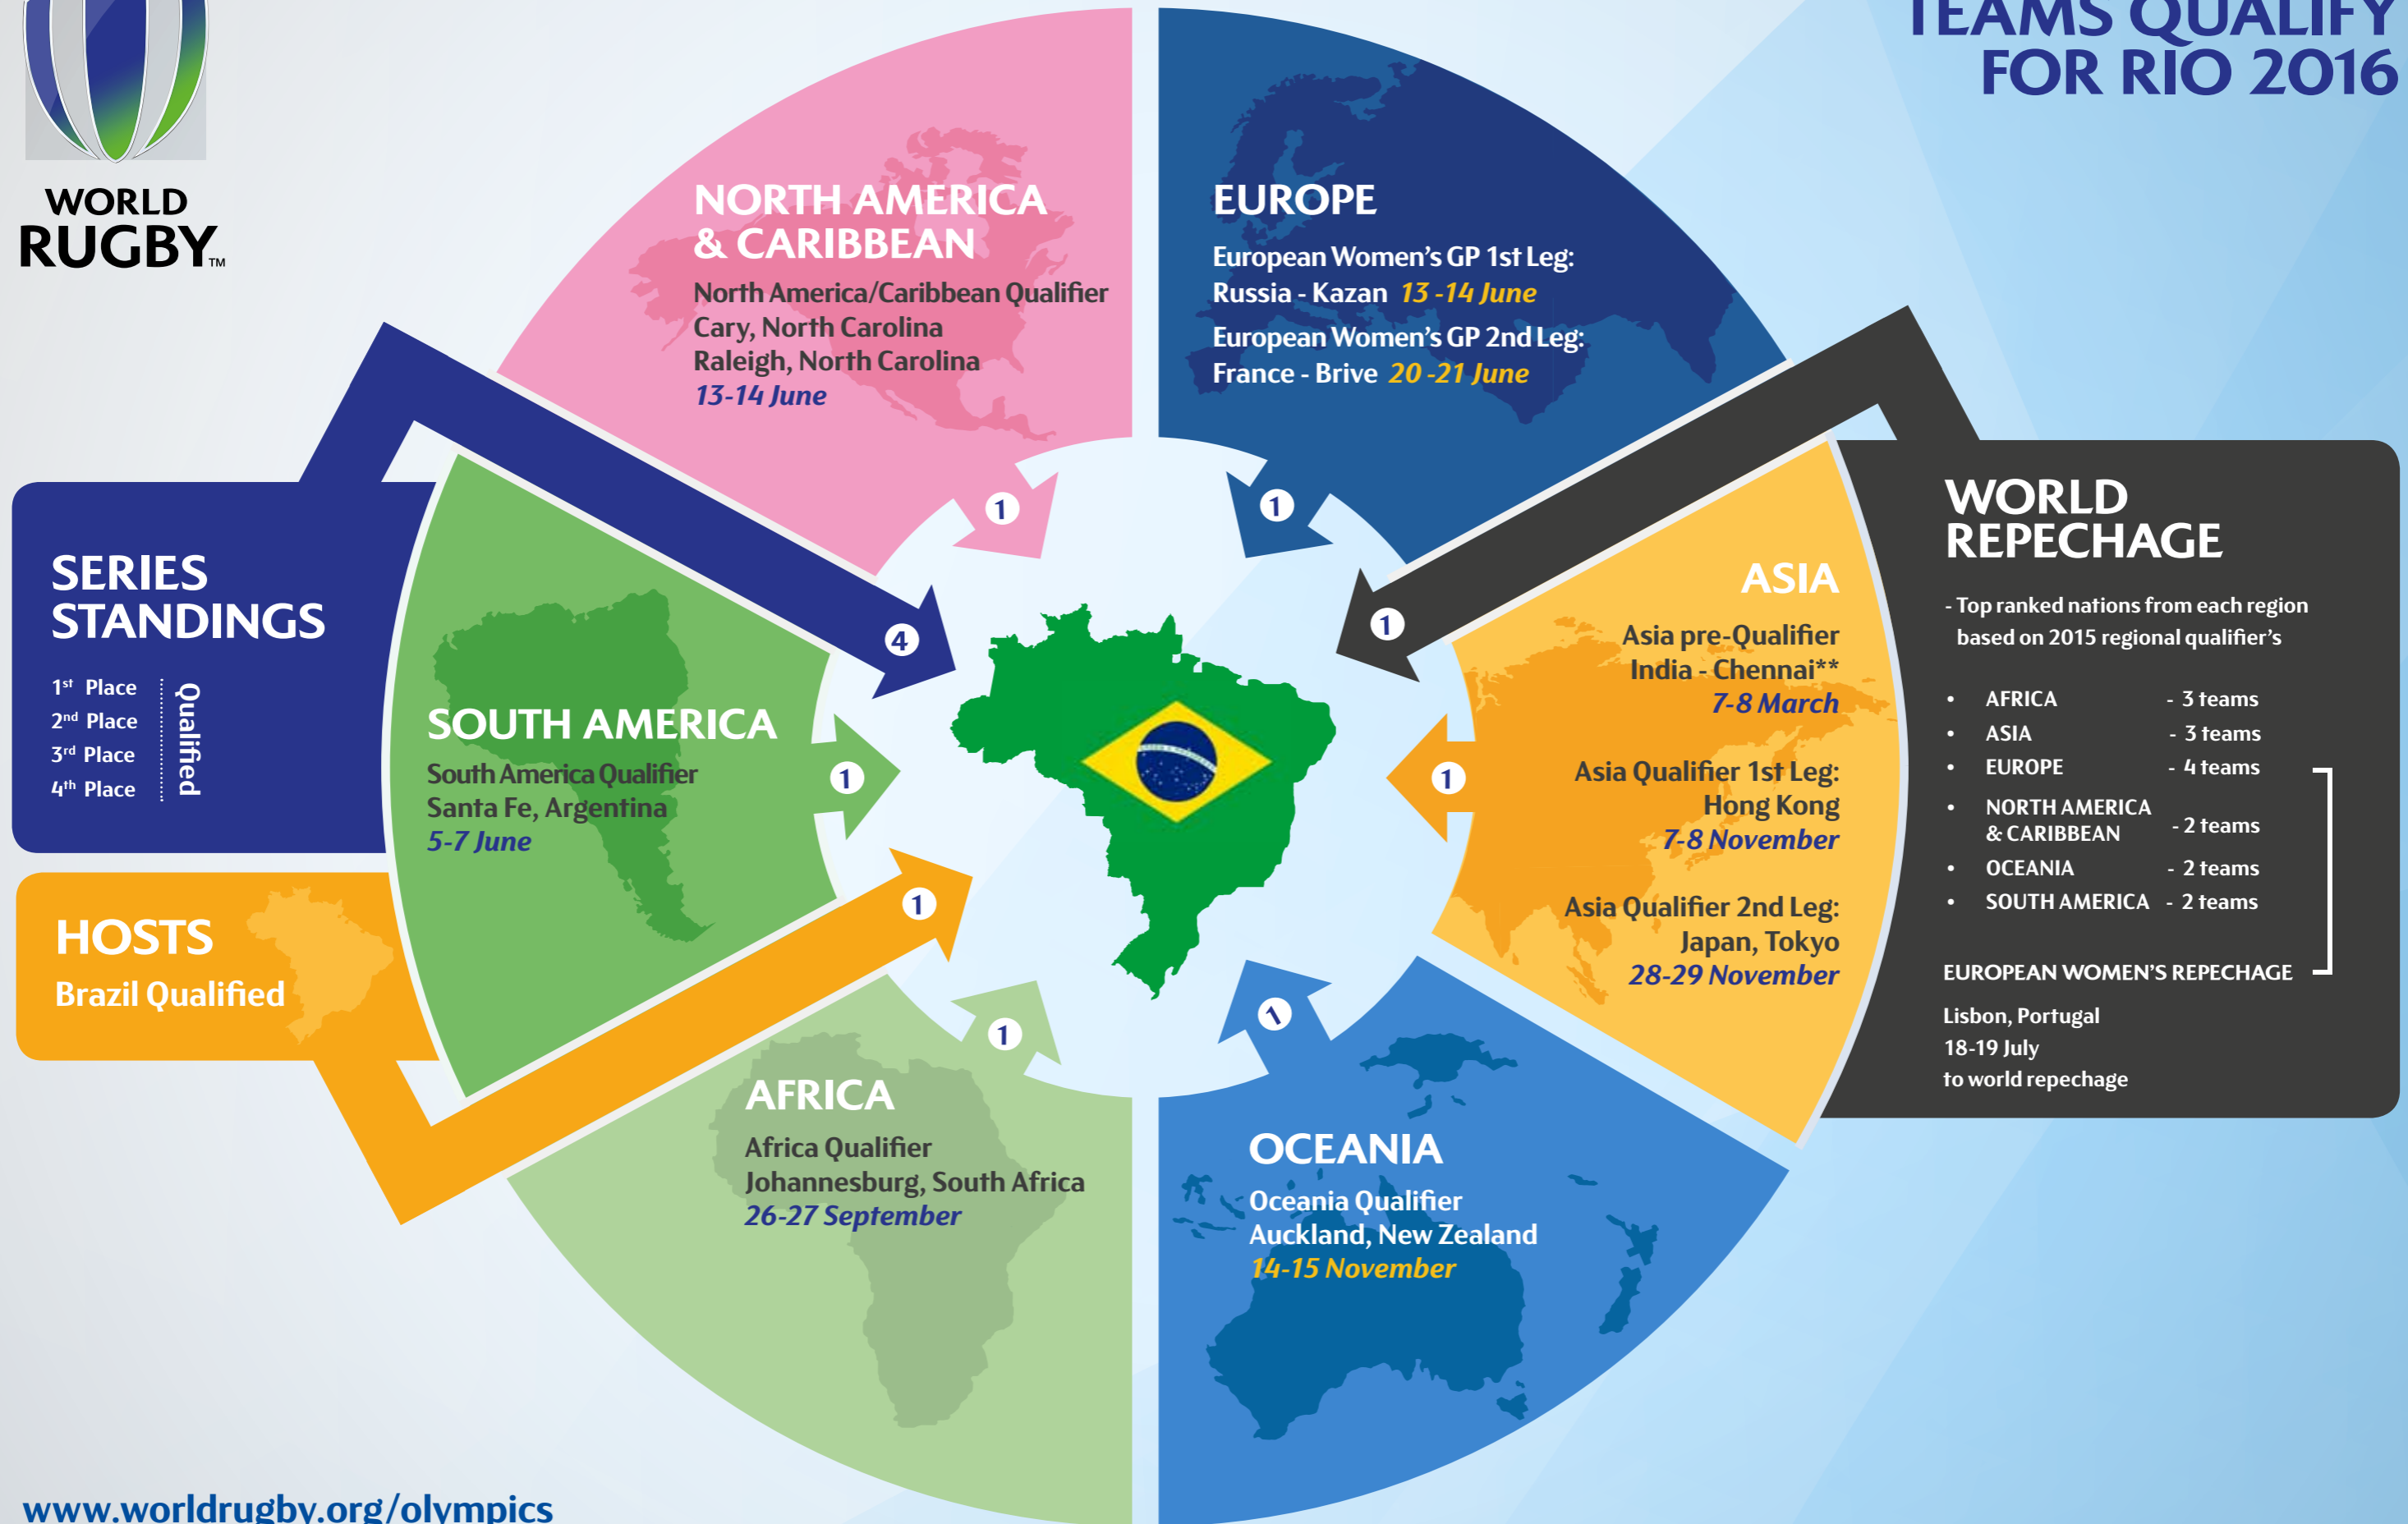 TEAMS QUALIFY
FOR RIO 2016
WORLD
RUGBY™
NORTH AMERICA
& CARIBBEAN
North America/Caribbean Qualifier
Cary, North Carolina
Raleigh, North Carolina
13-14 June
1
EUROPE
European Women's GP 1st Leg:
Russia - Kazan 13 -14 June
European Women's GP 2nd Leg:
France - Brive 20 -21 June
1
SERIES
STANDINGS
1st Place
2nd Place
3rd Place
4th Place
Qualified
4
SOUTH AMERICA
South America Qualifier
Santa Fe, Argentina
5-7 June
1
HOSTS
Brazil Qualified
1
ASIA
Asia pre-Qualifier
India - Chennai**
7-8 March
Asia Qualifier 1st Leg:
Hong Kong
7-8 November
Asia Qualifier 2nd Leg:
Japan, Tokyo
28-29 November
1
WORLD
REPECHAGE
- Top ranked nations from each region
based on 2015 regional qualifier's
• AFRICA - 3 teams
• ASIA - 3 teams
• EUROPE - 4 teams
• NORTH AMERICA
& CARIBBEAN - 2 teams
• OCEANIA - 2 teams
• SOUTH AMERICA - 2 teams
EUROPEAN WOMEN'S REPECHAGE
Lisbon, Portugal
18-19 July
to world repechage
1
AFRICA
Africa Qualifier
Johannesburg, South Africa
26-27 September
1
OCEANIA
Oceania Qualifier
Auckland, New Zealand
14-15 November
1
www.worldrugby.org/olympics